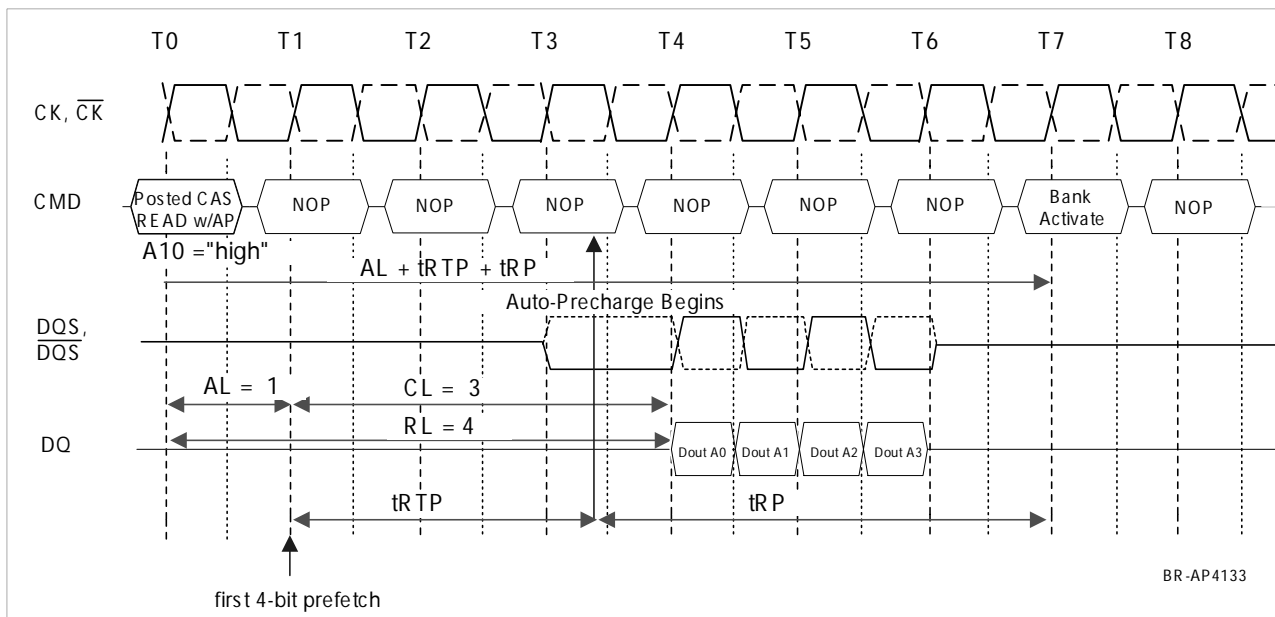 T0 T1 T2 T3 T4 T5 T6 T7 T8
CK, CK
CMD
Posted CAS
READ w/AP
NOP
NOP
NOP
NOP
NOP
NOP
Bank
Activate
NOP
A10 ="high"
AL + tRTP + tRP
Auto-Precharge Begins
DQS,
DQS
AL = 1
CL = 3
RL = 4
DQ
Dout A0
Dout A1
Dout A2
Dout A3
tRTP
tRP
BR-AP4133
first 4-bit prefetch